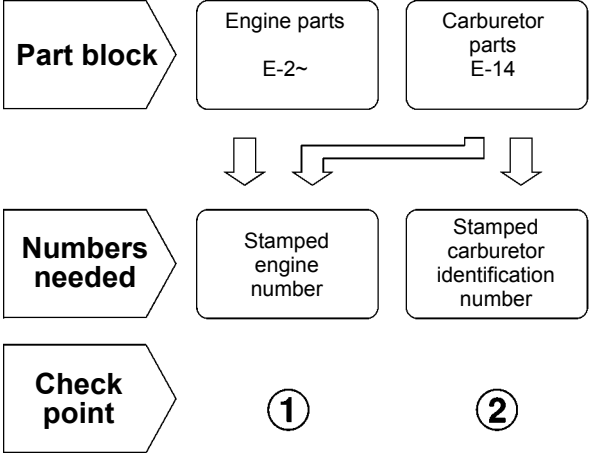 Part block
Engine parts
E-2~
Carburetor
parts
E-14
Numbers
needed
Stamped
engine
number
Stamped
carburetor
identification
number
Check
point
①
②